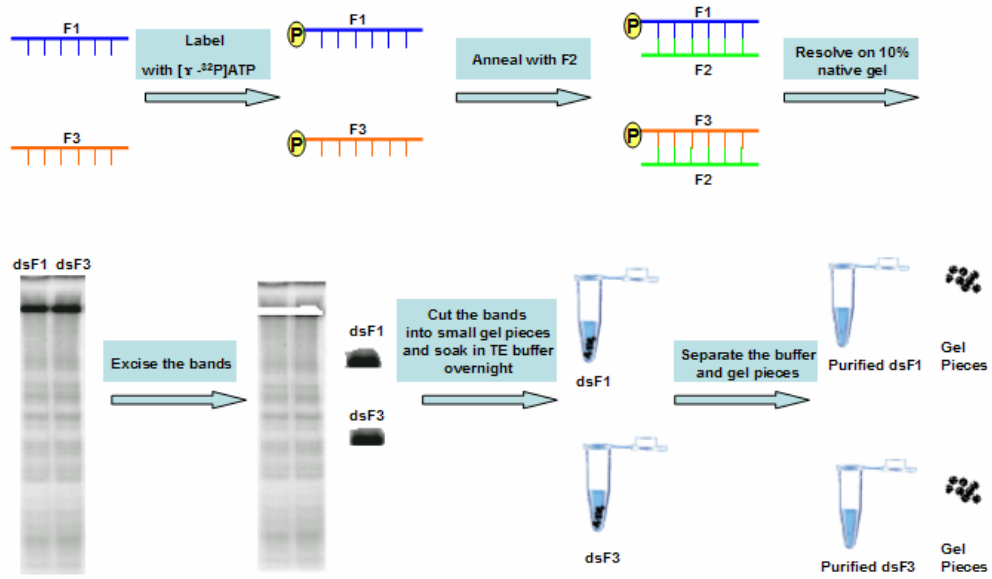 F1
Label
with [γ -³²P]ATP
P
F1
Anneal with F2
P
F1
F2
Resolve on 10%
native gel
F3
P
F3
P
F3
F2
dsF1 dsF3
Excise the bands
dsF1
dsF3
Cut the bands
into small gel pieces
and soak in TE buffer
overnight
dsF1
dsF3
Separate the buffer
and gel pieces
Purified dsF1
Gel
Pieces
Purified dsF3
Gel
Pieces